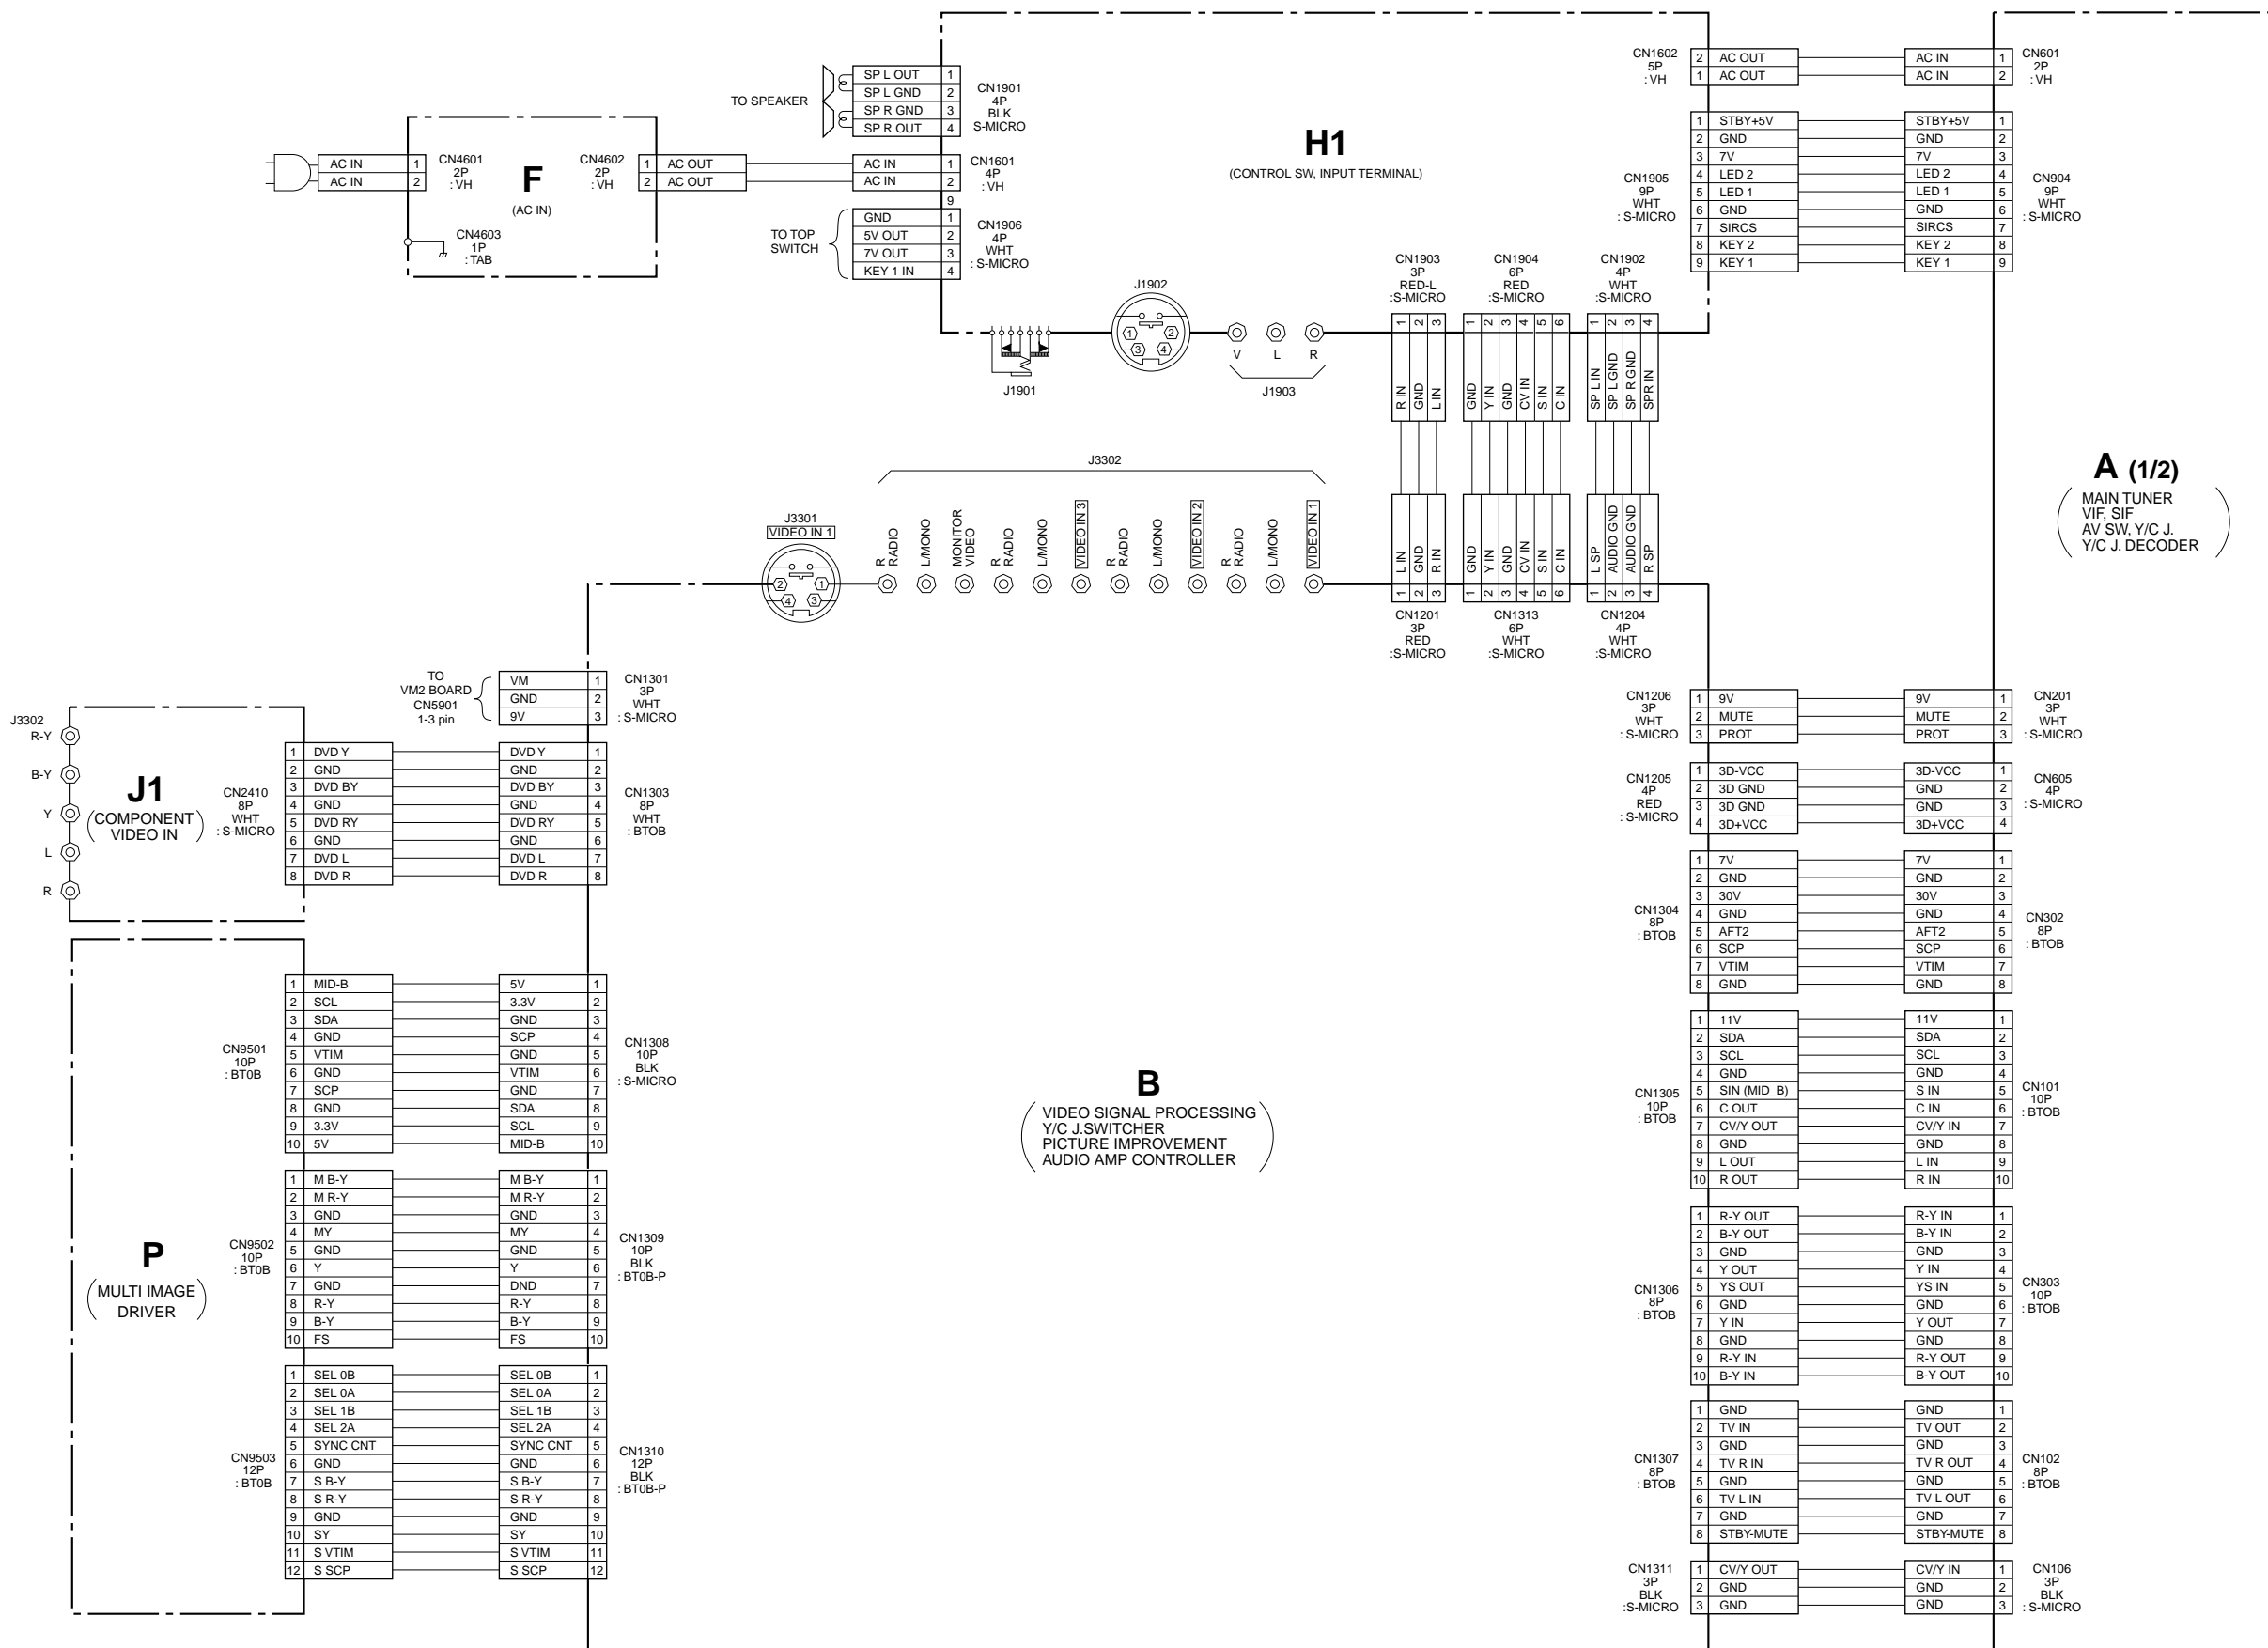 TO SPEAKER
SP L OUT 1
SP L GND 2
SP R GND 3
SP R OUT 4
CN1901
4P
BLK
S-MICRO
AC IN 1
AC IN 2
CN4601
2P
: VH
F
(AC IN)
CN4603
1P
: TAB
CN4602
2P
: VH
1 AC OUT
2 AC OUT
AC IN 1
AC IN 2
9
CN1601
4P
: VH
TO TOP
SWITCH
GND 1
5V OUT 2
7V OUT 3
KEY 1 IN 4
CN1906
4P
WHT
: S-MICRO
H1
(CONTROL SW, INPUT TERMINAL)
J1901
J1902
1 2 3 4
V L R
J1903
CN1602
5P
: VH
2 AC OUT
1 AC OUT
AC IN 1
AC IN 2
CN601
2P
: VH
CN1905
9P
WHT
: S-MICRO
1 STBY+5V
2 GND
3 7V
4 LED 2
5 LED 1
6 GND
7 SIRCS
8 KEY 2
9 KEY 1
STBY+5V 1
GND 2
7V 3
LED 2 4
LED 1 5
GND 6
SIRCS 7
KEY 2 8
KEY 1 9
CN904
9P
WHT
: S-MICRO
CN1903
3P
RED-L
:S-MICRO
1 R IN
2 GND
3 L IN
CN1904
6P
RED
:S-MICRO
1 GND
2 Y IN
3 GND
4 CV IN
5 S IN
6 C IN
CN1902
4P
WHT
:S-MICRO
1 SP L IN
2 SP L GND
3 SP R GND
4 SPR IN
L IN 1
GND 2
R IN 3
CN1201
3P
RED
:S-MICRO
GND 1
Y IN 2
GND 3
CV IN 4
S IN 5
C IN 6
CN1313
6P
WHT
:S-MICRO
L SP 1
AUDIO GND 2
AUDIO GND 3
R SP 4
CN1204
4P
WHT
:S-MICRO
A (1/2)
MAIN TUNER
VIF, SIF
AV SW, Y/C J.
Y/C J. DECODER
J3302
J3301
VIDEO IN 1
2 1 4 3
R
RADIO
L/MONO
MONITOR
VIDEO
R
RADIO
L/MONO
VIDEO IN 3
R
RADIO
L/MONO
VIDEO IN 2
R
RADIO
L/MONO
VIDEO IN 1
TO
VM2 BOARD
CN5901
1-3 pin
VM 1
GND 2
9V 3
CN1301
3P
WHT
: S-MICRO
J3302
R-Y
B-Y
Y
L
R
J1
(COMPONENT
VIDEO IN)
CN2410
8P
WHT
: S-MICRO
1 DVD Y
2 GND
3 DVD BY
4 GND
5 DVD RY
6 GND
7 DVD L
8 DVD R
DVD Y 1
GND 2
DVD BY 3
GND 4
DVD RY 5
GND 6
DVD L 7
DVD R 8
CN1303
8P
WHT
: BTOB
P
(MULTI IMAGE
DRIVER)
CN9501
10P
: BT0B
1 MID-B
2 SCL
3 SDA
4 GND
5 VTIM
6 GND
7 SCP
8 GND
9 3.3V
10 5V
5V 1
3.3V 2
GND 3
SCP 4
GND 5
VTIM 6
GND 7
SDA 8
SCL 9
MID-B 10
CN1308
10P
BLK
: S-MICRO
CN9502
10P
: BT0B
1 M B-Y
2 M R-Y
3 GND
4 MY
5 GND
6 Y
7 GND
8 R-Y
9 B-Y
10 FS
M B-Y 1
M R-Y 2
GND 3
MY 4
GND 5
Y 6
DND 7
R-Y 8
B-Y 9
FS 10
CN1309
10P
BLK
: BT0B-P
CN9503
12P
: BT0B
1 SEL 0B
2 SEL 0A
3 SEL 1B
4 SEL 2A
5 SYNC CNT
6 GND
7 S B-Y
8 S R-Y
9 GND
10 SY
11 S VTIM
12 S SCP
SEL 0B 1
SEL 0A 2
SEL 1B 3
SEL 2A 4
SYNC CNT 5
GND 6
S B-Y 7
S R-Y 8
GND 9
SY 10
S VTIM 11
S SCP 12
CN1310
12P
BLK
: BT0B-P
B
VIDEO SIGNAL PROCESSING
Y/C J.SWITCHER
PICTURE IMPROVEMENT
AUDIO AMP CONTROLLER
CN1206
3P
WHT
: S-MICRO
1 9V
2 MUTE
3 PROT
9V 1
MUTE 2
PROT 3
CN201
3P
WHT
: S-MICRO
CN1205
4P
RED
: S-MICRO
1 3D-VCC
2 3D GND
3 3D GND
4 3D+VCC
3D-VCC 1
GND 2
GND 3
3D+VCC 4
CN605
4P
: S-MICRO
CN1304
8P
: BTOB
1 7V
2 GND
3 30V
4 GND
5 AFT2
6 SCP
7 VTIM
8 GND
7V 1
GND 2
30V 3
GND 4
AFT2 5
SCP 6
VTIM 7
GND 8
CN302
8P
: BTOB
CN1305
10P
: BTOB
1 11V
2 SDA
3 SCL
4 GND
5 SIN (MID_B)
6 C OUT
7 CV/Y OUT
8 GND
9 L OUT
10 R OUT
11V 1
SDA 2
SCL 3
GND 4
S IN 5
C IN 6
CV/Y IN 7
GND 8
L IN 9
R IN 10
CN101
10P
: BTOB
CN1306
8P
: BTOB
1 R-Y OUT
2 B-Y OUT
3 GND
4 Y OUT
5 YS OUT
6 GND
7 Y IN
8 GND
9 R-Y IN
10 B-Y IN
R-Y IN 1
B-Y IN 2
GND 3
Y IN 4
YS IN 5
GND 6
Y OUT 7
GND 8
R-Y OUT 9
B-Y OUT 10
CN303
10P
: BTOB
CN1307
8P
: BTOB
1 GND
2 TV IN
3 GND
4 TV R IN
5 GND
6 TV L IN
7 GND
8 STBY-MUTE
GND 1
TV OUT 2
GND 3
TV R OUT 4
GND 5
TV L OUT 6
GND 7
STBY-MUTE 8
CN102
8P
: BTOB
CN1311
3P
BLK
:S-MICRO
1 CV/Y OUT
2 GND
3 GND
CV/Y IN 1
GND 2
GND 3
CN106
3P
BLK
: S-MICRO